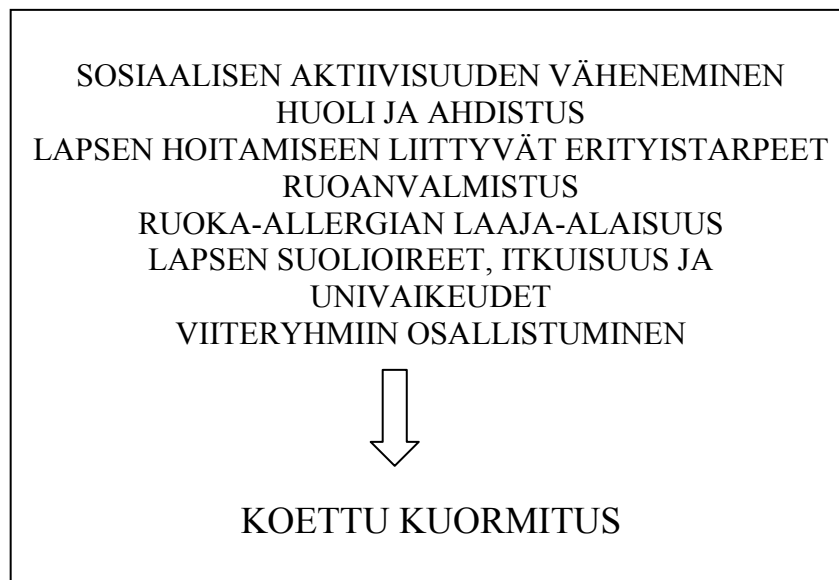 SOSIAALISEN AKTIIVISUUDEN VÄHENEMINEN
HUOLI JA AHDISTUS
LAPSEN HOITAMISEEN LIITTYVÄT ERITYISTARPEET
RUOANVALMISTUS
RUOKA-ALLERGIAN LAAJA-ALAISUUS
LAPSEN SUOLIOIREET, ITKUISUUS JA
UNIVAIKEUDET
VIITERYHMIIN OSALLISTUMINEN
KOETTU KUORMITUS